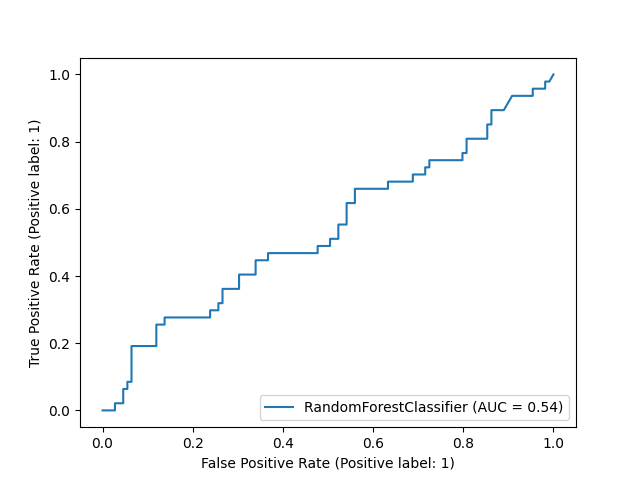 1.0
0.8
0.6
0.4
0.2
0.0
True Positive Rate (Positive label: 1)
RandomForestClassifier (AUC = 0.54)
0.0 0.2 0.4 0.6 0.8 1.0
False Positive Rate (Positive label: 1)